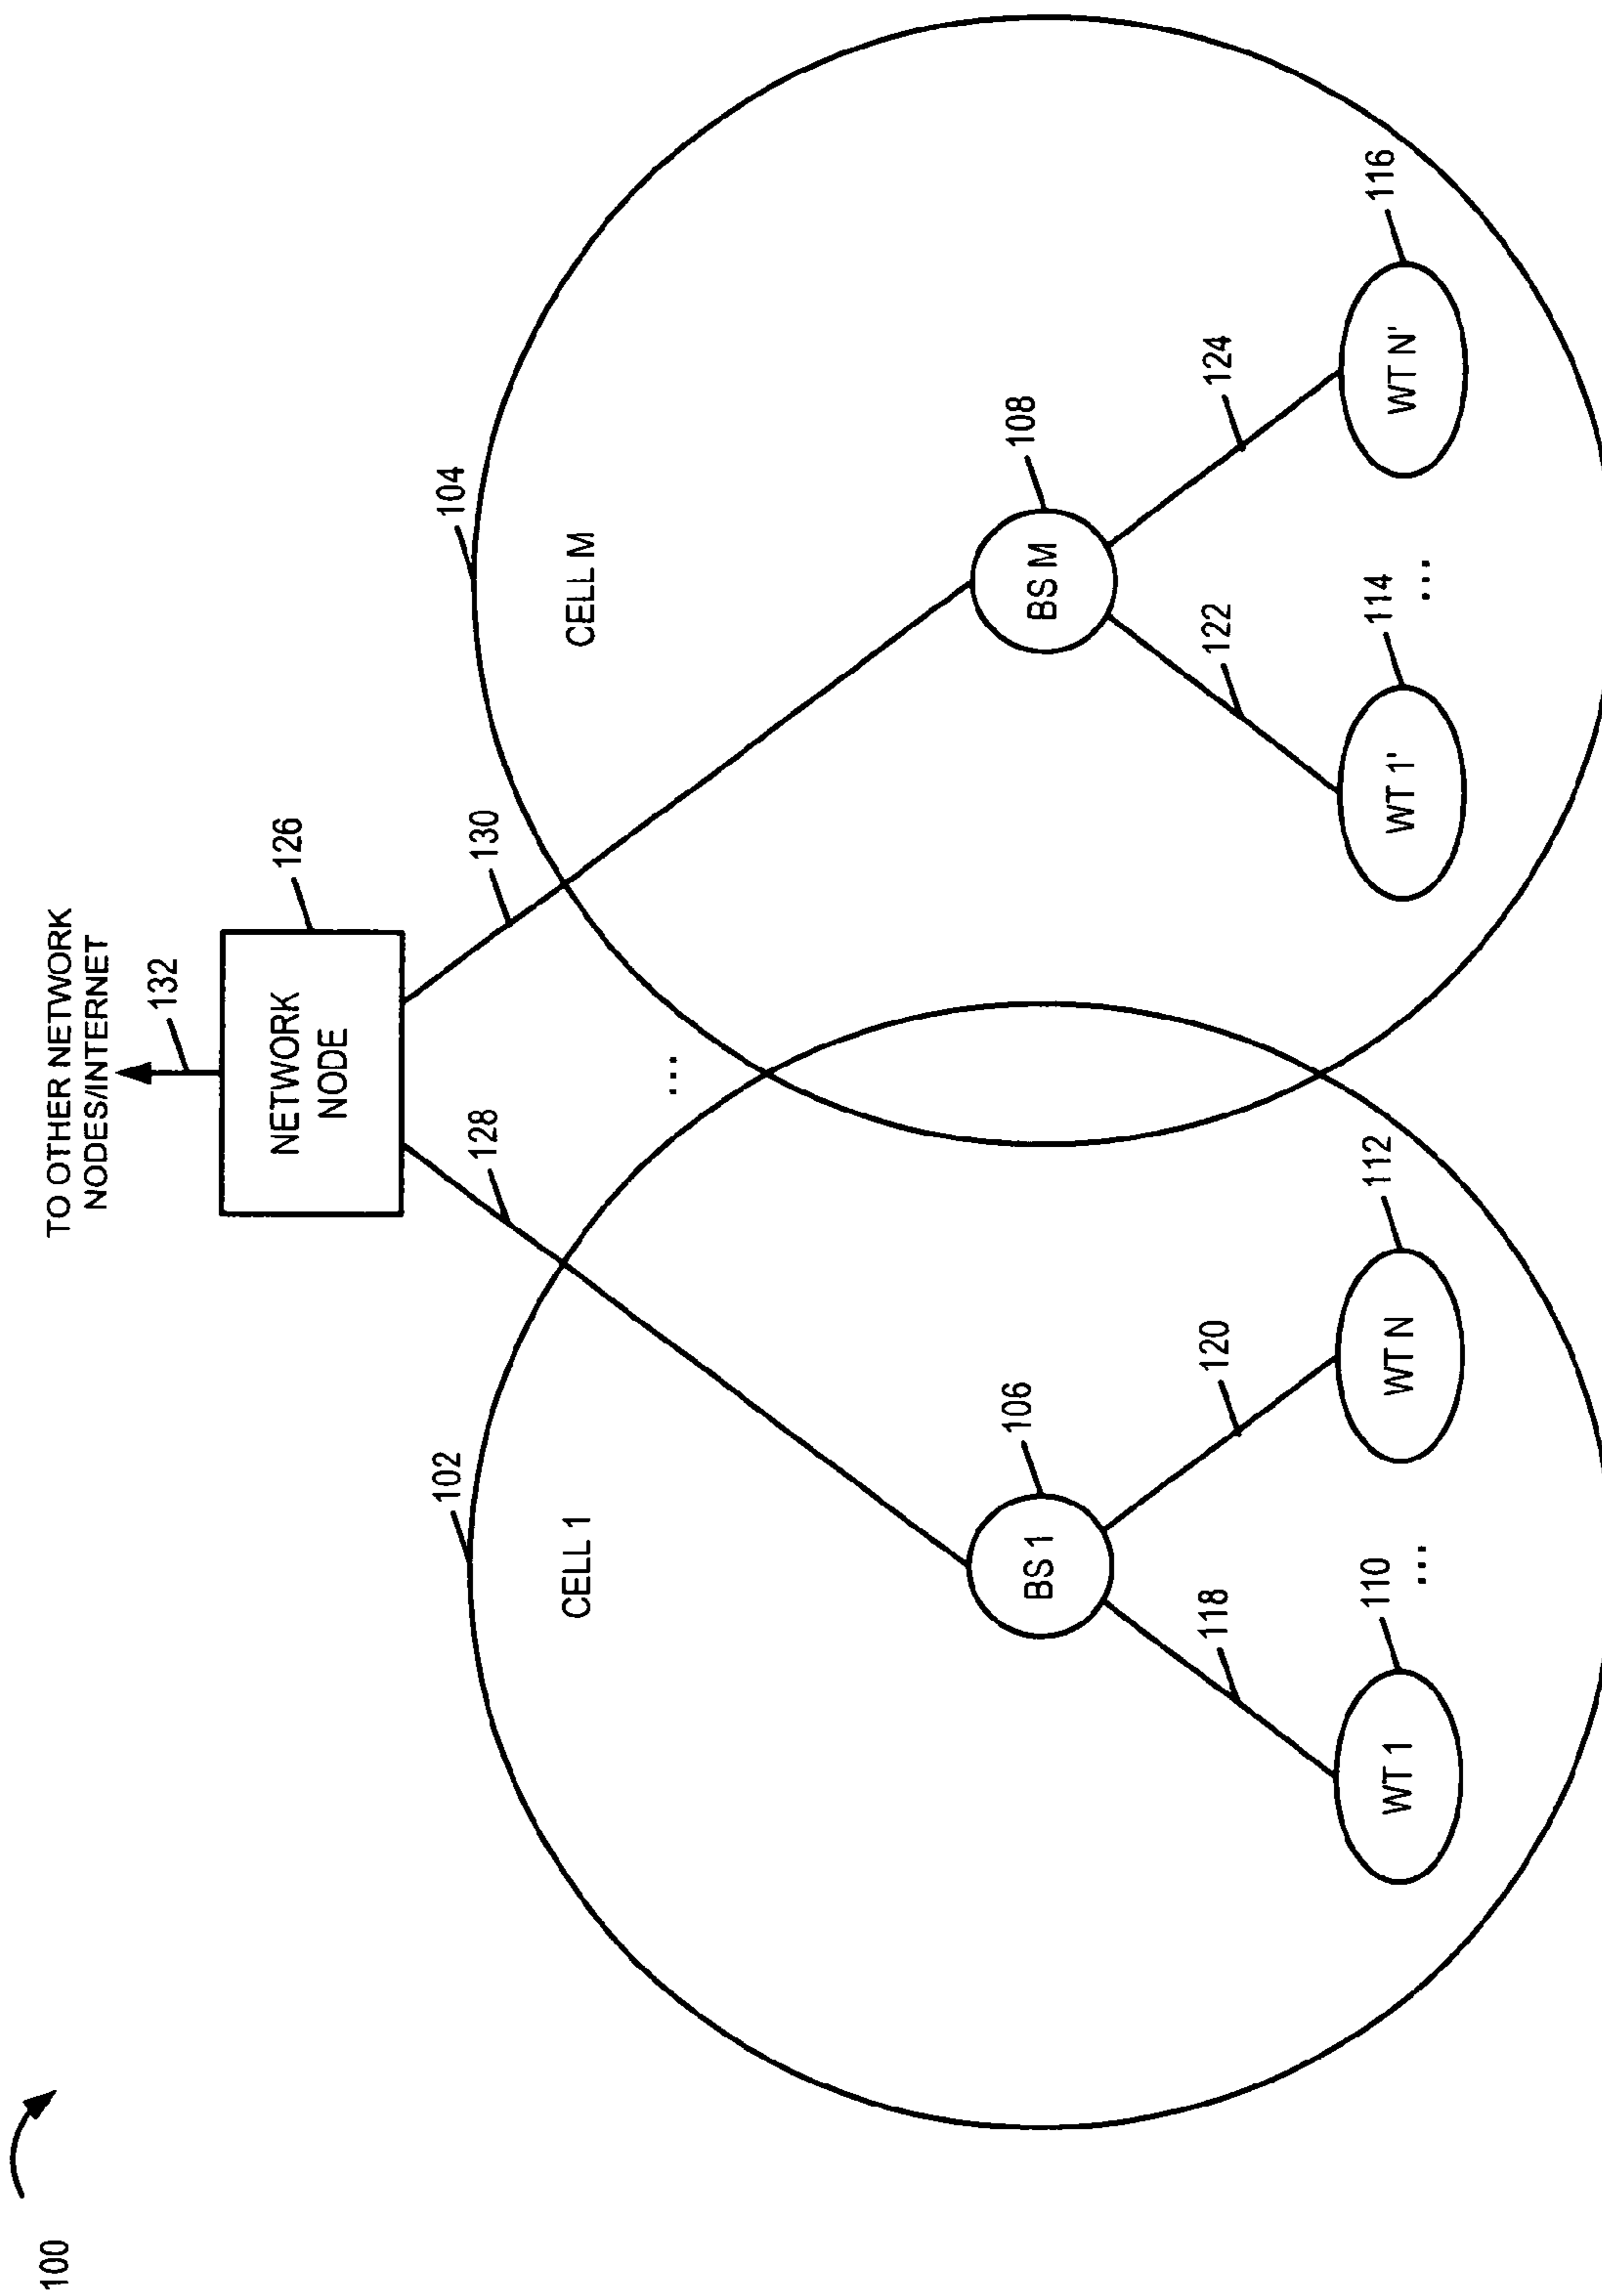 100
TO OTHER NETWORK
NODES/INTERNET
132
NETWORK
NODE
126
128
130
...
102
104
CELL 1
CELL M
106
108
BS 1
BS M
118
120
122
124
110
112
114
116
WT 1
...
WT N
WT 1'
...
WT N'